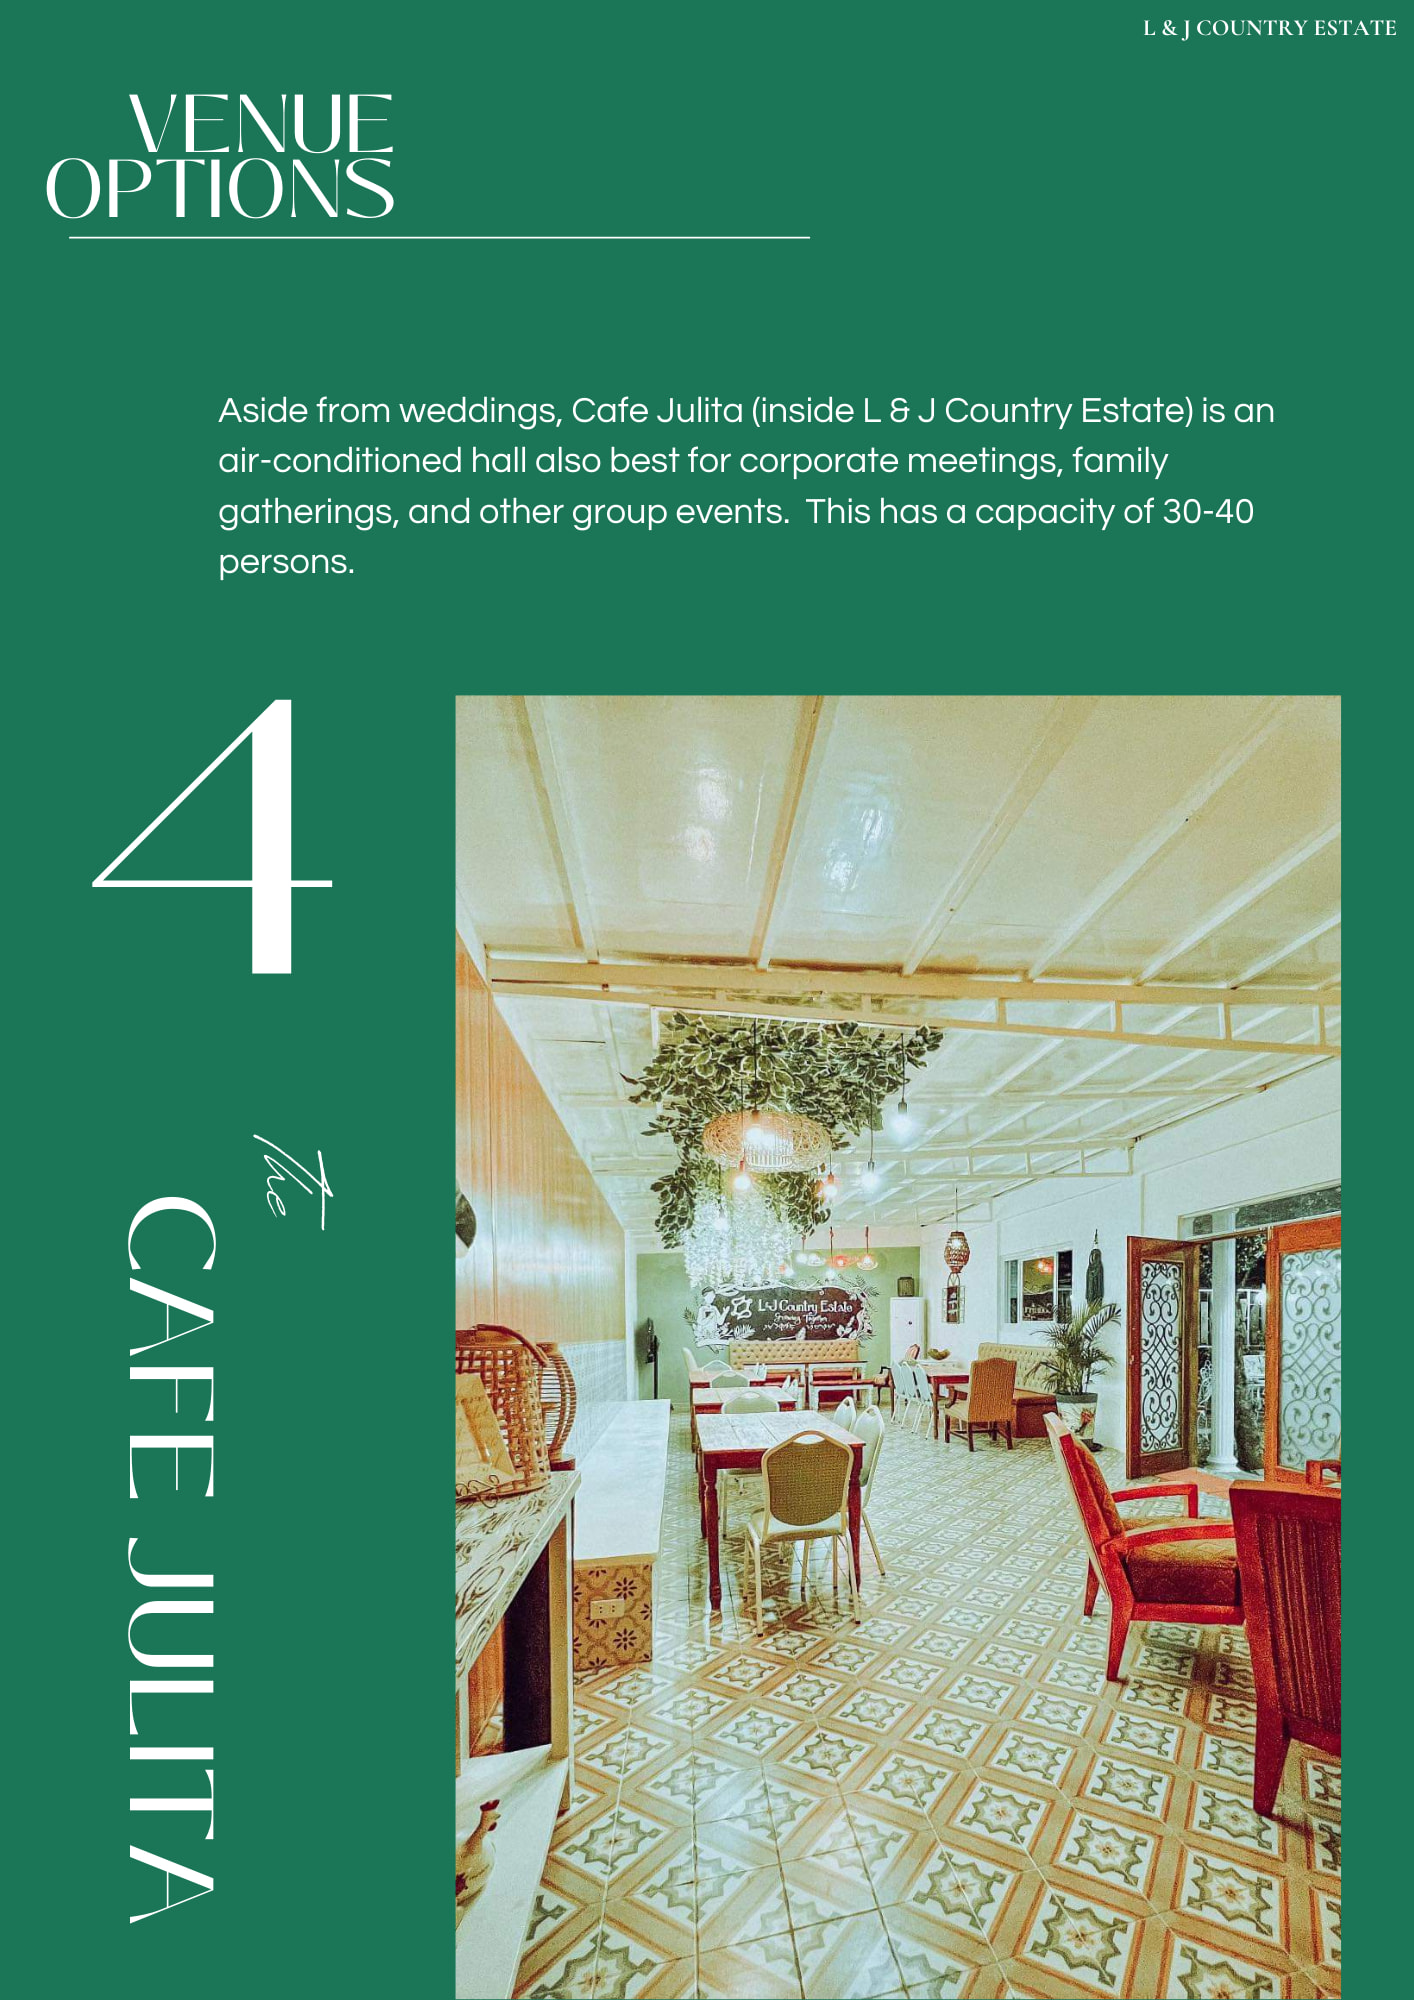 L & J COUNTRY ESTATE
VENUE
OPTIONS
Aside from weddings, Cafe Julita (inside L & J Country Estate) is an
air-conditioned hall also best for corporate meetings, family
gatherings, and other group events.  This has a capacity of 30-40
persons.
4
The
CAFE JULITA
L&J Country Estate
Growing Together